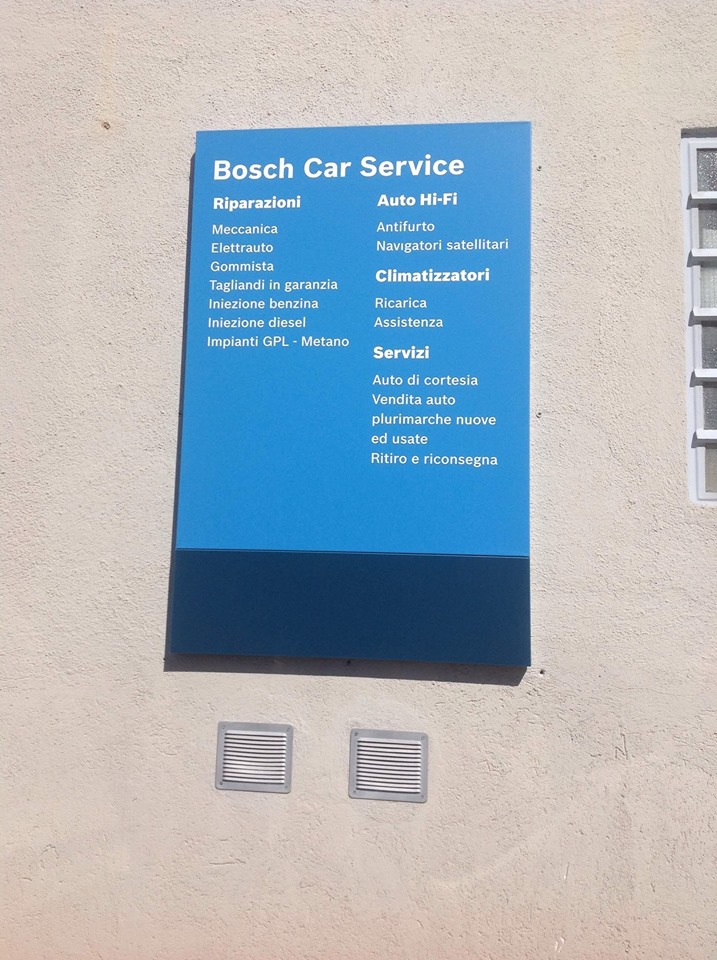 Bosch Car Service
Riparazioni
Meccanica
Elettrauto
Gommista
Tagliandi in garanzia
Iniezione benzina
Iniezione diesel
Impianti GPL - Metano
Auto Hi-Fi
Antifurto
Navigatori satellitari
Climatizzatori
Ricarica
Assistenza
Servizi
Auto di cortesia
Vendita auto
plurimarche nuove
ed usate
Ritiro e riconsegna